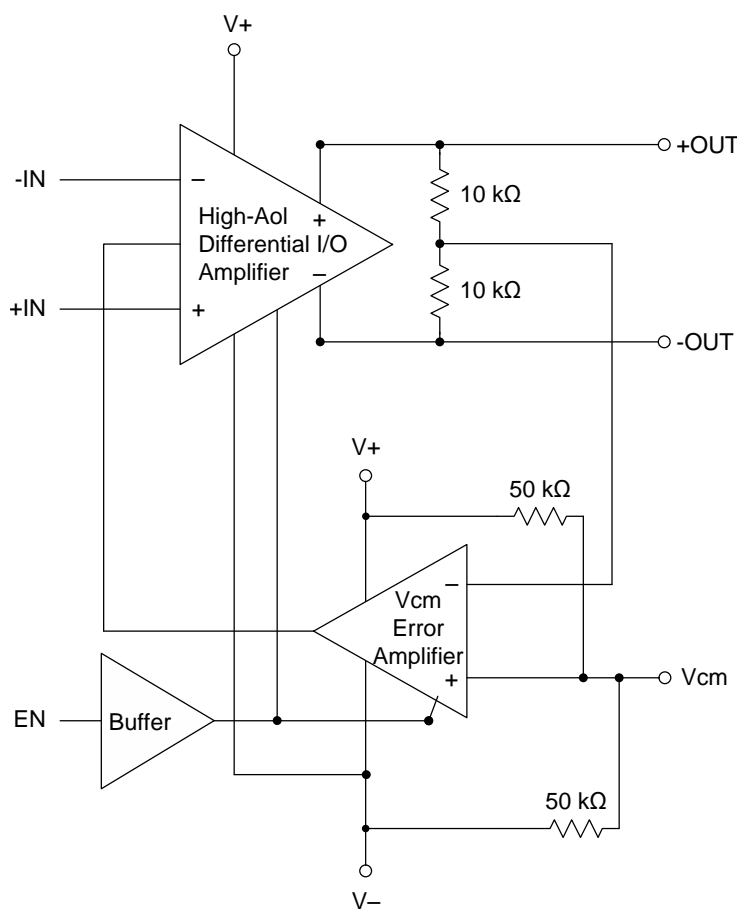 V+
-IN
−
High-Aol
Differential I/O
Amplifier
+
−
+IN
+
+OUT
10 kΩ
10 kΩ
-OUT
V+
50 kΩ
−
Vcm
Error
Amplifier
+
Vcm
EN
Buffer
50 kΩ
V−